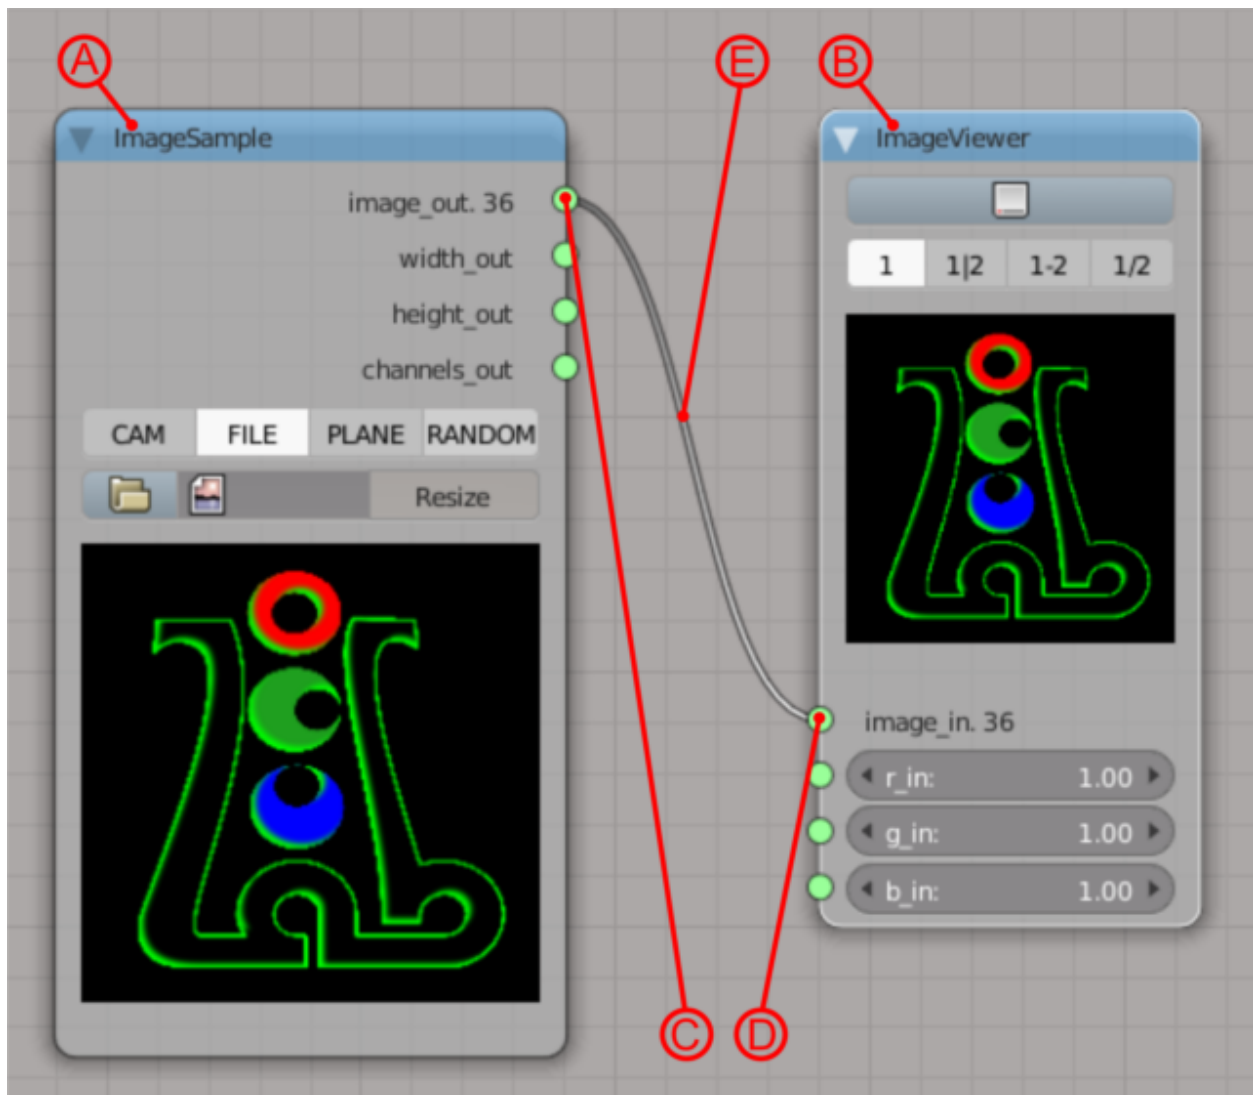 A
E
B
ImageSample
image_out. 36
width_out
height_out
channels_out
CAM FILE PLANE RANDOM
Resize
ImageViewer
1 1|2 1-2 1/2
image_in. 36
r_in: 1.00
g_in: 1.00
b_in: 1.00
C
D